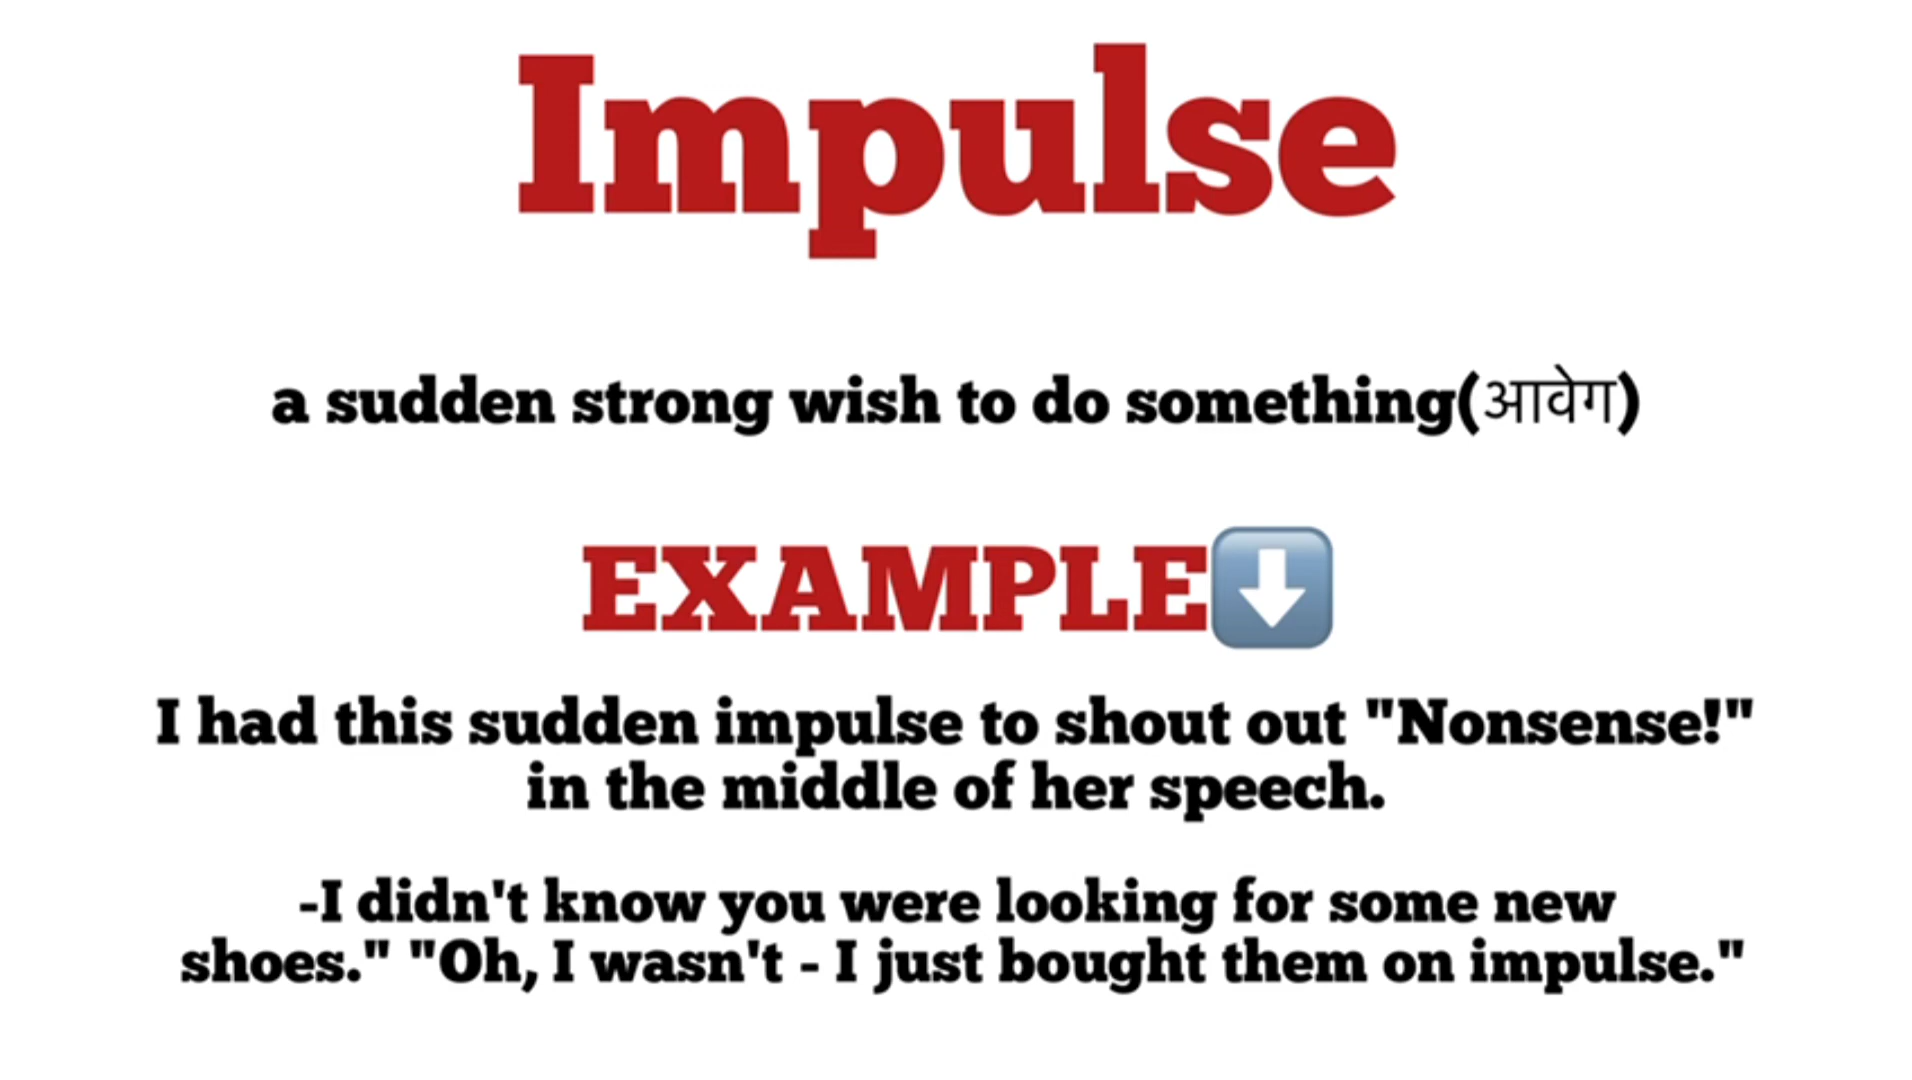 Impulse
a sudden strong wish to do something(आवेग)
EXAMPLE⬇️
I had this sudden impulse to shout out "Nonsense!"
in the middle of her speech.
-I didn't know you were looking for some new
shoes." "Oh, I wasn't - I just bought them on impulse."